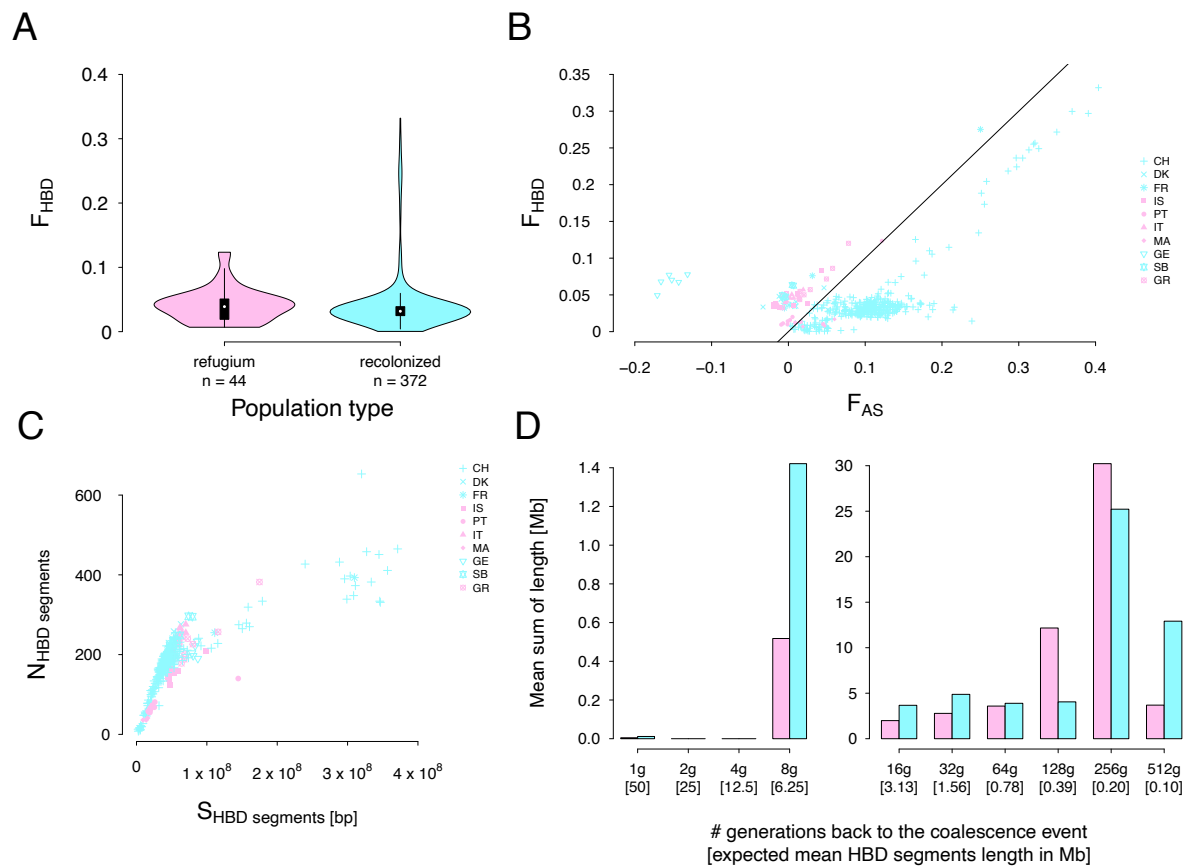 A
0.4
0.3
0.2
0.1
0
F_HBD
refugium
n = 44
recolonized
n = 372
Population type
B
0.35
0.3
0.25
0.2
0.15
0.1
0.05
0
F_HBD
−0.2
−0.1
0
0.1
0.2
0.3
0.4
F_AS
CH
DK
FR
IS
PT
IT
MA
GE
SB
GR
C
600
400
200
0
N_HBD segments
0
1 x 10^8
2 x 10^8
3 x 10^8
4 x 10^8
S_HBD segments [bp]
CH
DK
FR
IS
PT
IT
MA
GE
SB
GR
D
Mean sum of length [Mb]
1.4
1.2
1.0
0.8
0.6
0.4
0.2
0.0
1g
[50]
2g
[25]
4g
[12.5]
8g
[6.25]
30
25
20
15
10
5
0
16g
[3.13]
32g
[1.56]
64g
[0.78]
128g
[0.39]
256g
[0.20]
512g
[0.10]
# generations back to the coalescence event
[expected mean HBD segments length in Mb]